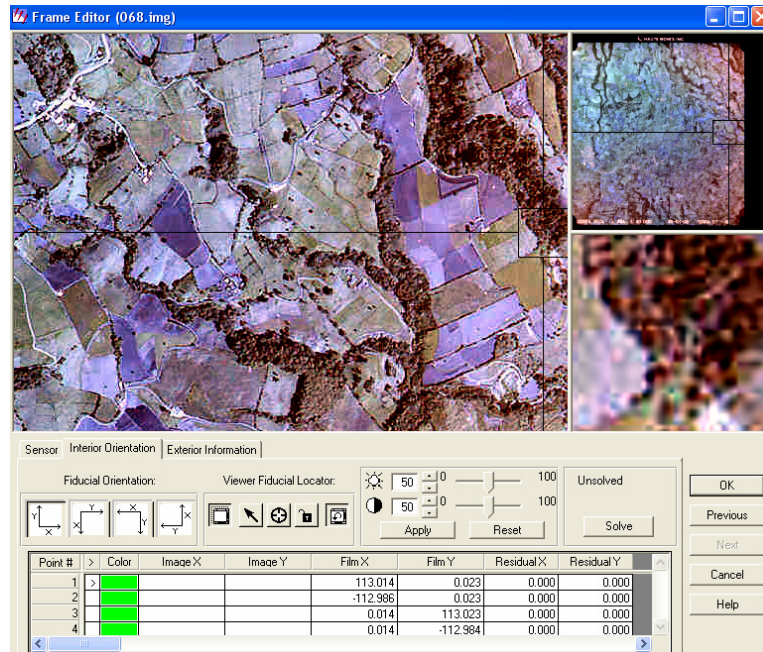 Frame Editor (068.img)
Sensor Interior Orientation Exterior Information
Fiducial Orientation: Viewer Fiducial Locator: 50 0 100 Unsolved OK
Y X Y X X Y X Y 50 0 100 Previous
Apply Reset Solve Next
Point # > Color Image X Image Y Film X Film Y Residual X Residual Y
1 > 113.014 0.023 0.000 0.000 Cancel
2 -112.986 0.023 0.000 0.000
3 0.014 113.023 0.000 0.000 Help
4 0.014 -112.984 0.000 0.000